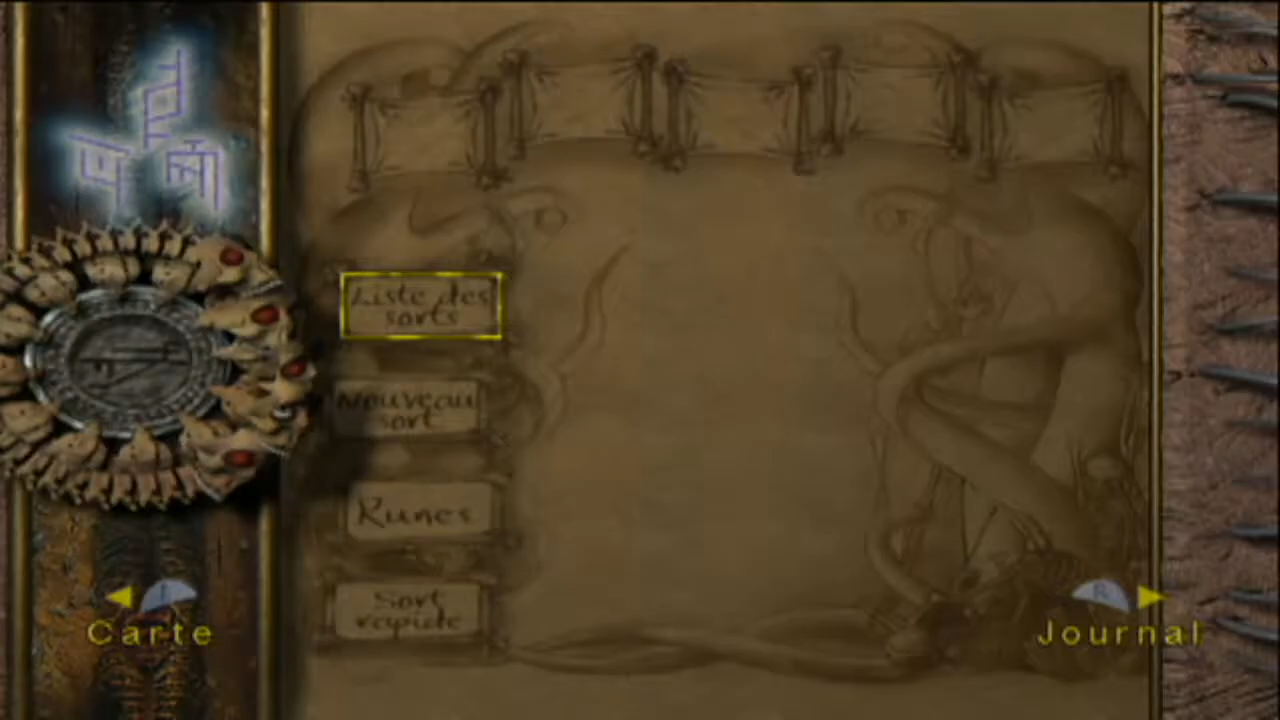 Liste des
sorts
Nouveau
sort
Runes
Sort
rapide
L
R
Carte
Journal